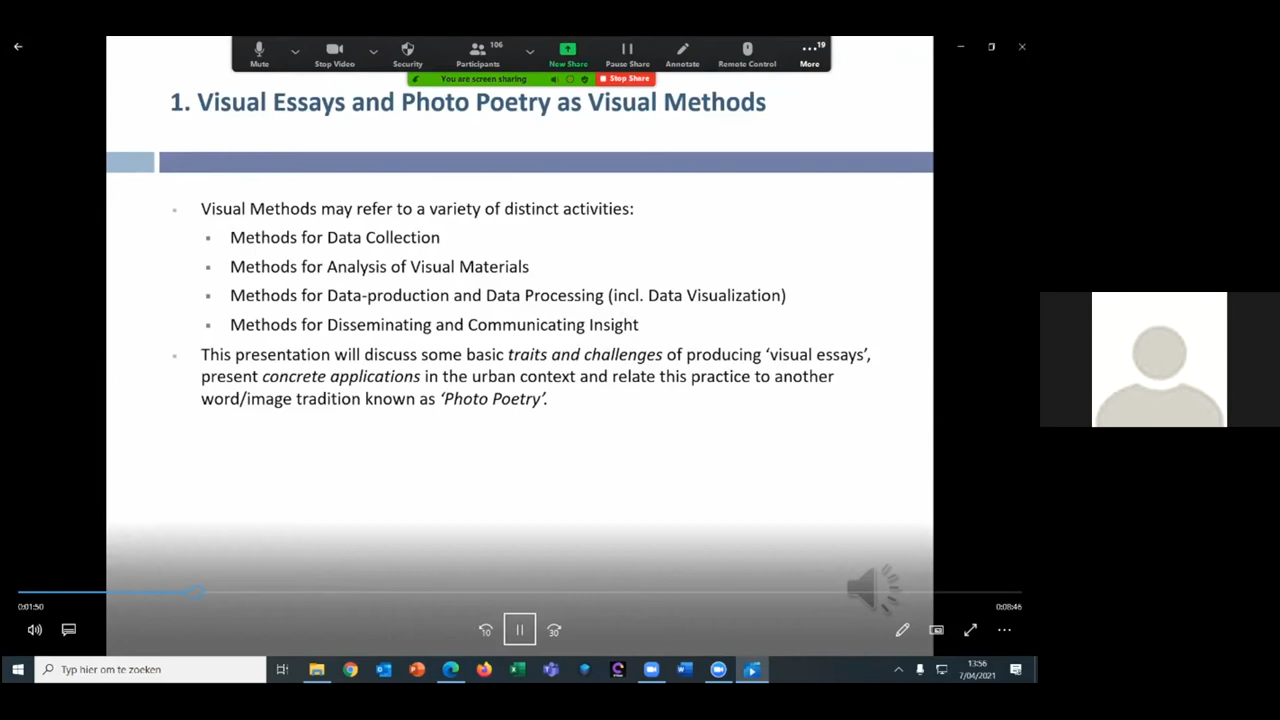 106
19
Mute
Stop Video
Security
Participants
New Share
Pause Share
Annotate
Remote Control
More
You are screen sharing
Stop Share
1. Visual Essays and Photo Poetry as Visual Methods
Visual Methods may refer to a variety of distinct activities:
Methods for Data Collection
Methods for Analysis of Visual Materials
Methods for Data-production and Data Processing (incl. Data Visualization)
Methods for Disseminating and Communicating Insight
This presentation will discuss some basic traits and challenges of producing ‘visual essays’,
present concrete applications in the urban context and relate this practice to another
word/image tradition known as ‘Photo Poetry’.
0:01:50
0:08:46
10
30
Typ hier om te zoeken
13:56
7/04/2021